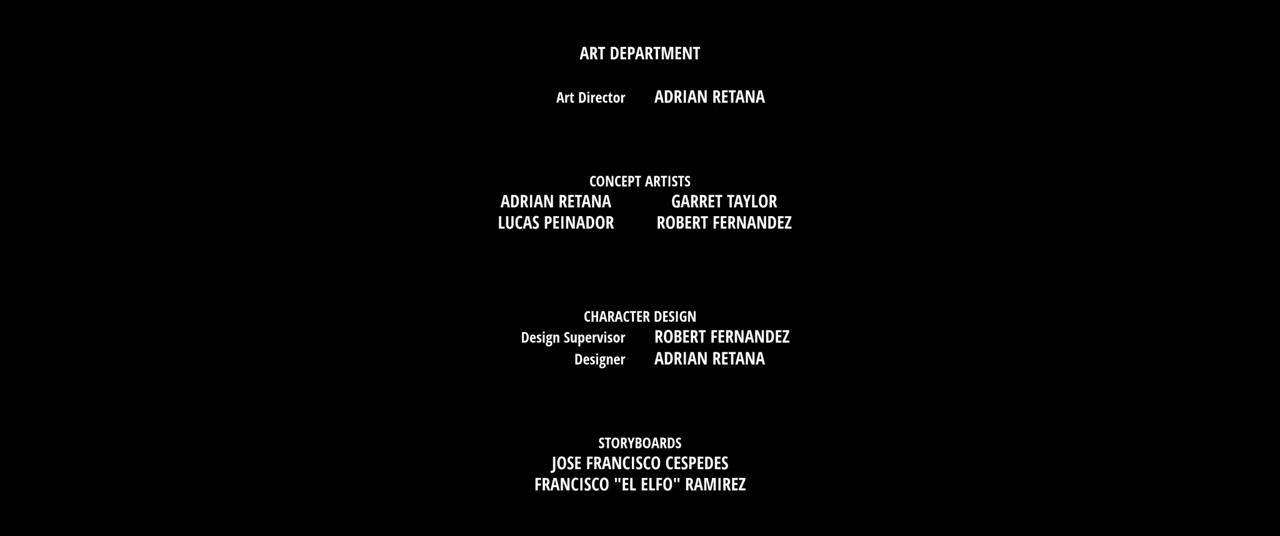 ART DEPARTMENT
Art Director ADRIAN RETANA
CONCEPT ARTISTS
ADRIAN RETANA GARRET TAYLOR
LUCAS PEINADOR ROBERT FERNANDEZ
CHARACTER DESIGN
Design Supervisor ROBERT FERNANDEZ
Designer ADRIAN RETANA
STORYBOARDS
JOSE FRANCISCO CESPEDES
FRANCISCO "EL ELFO" RAMIREZ